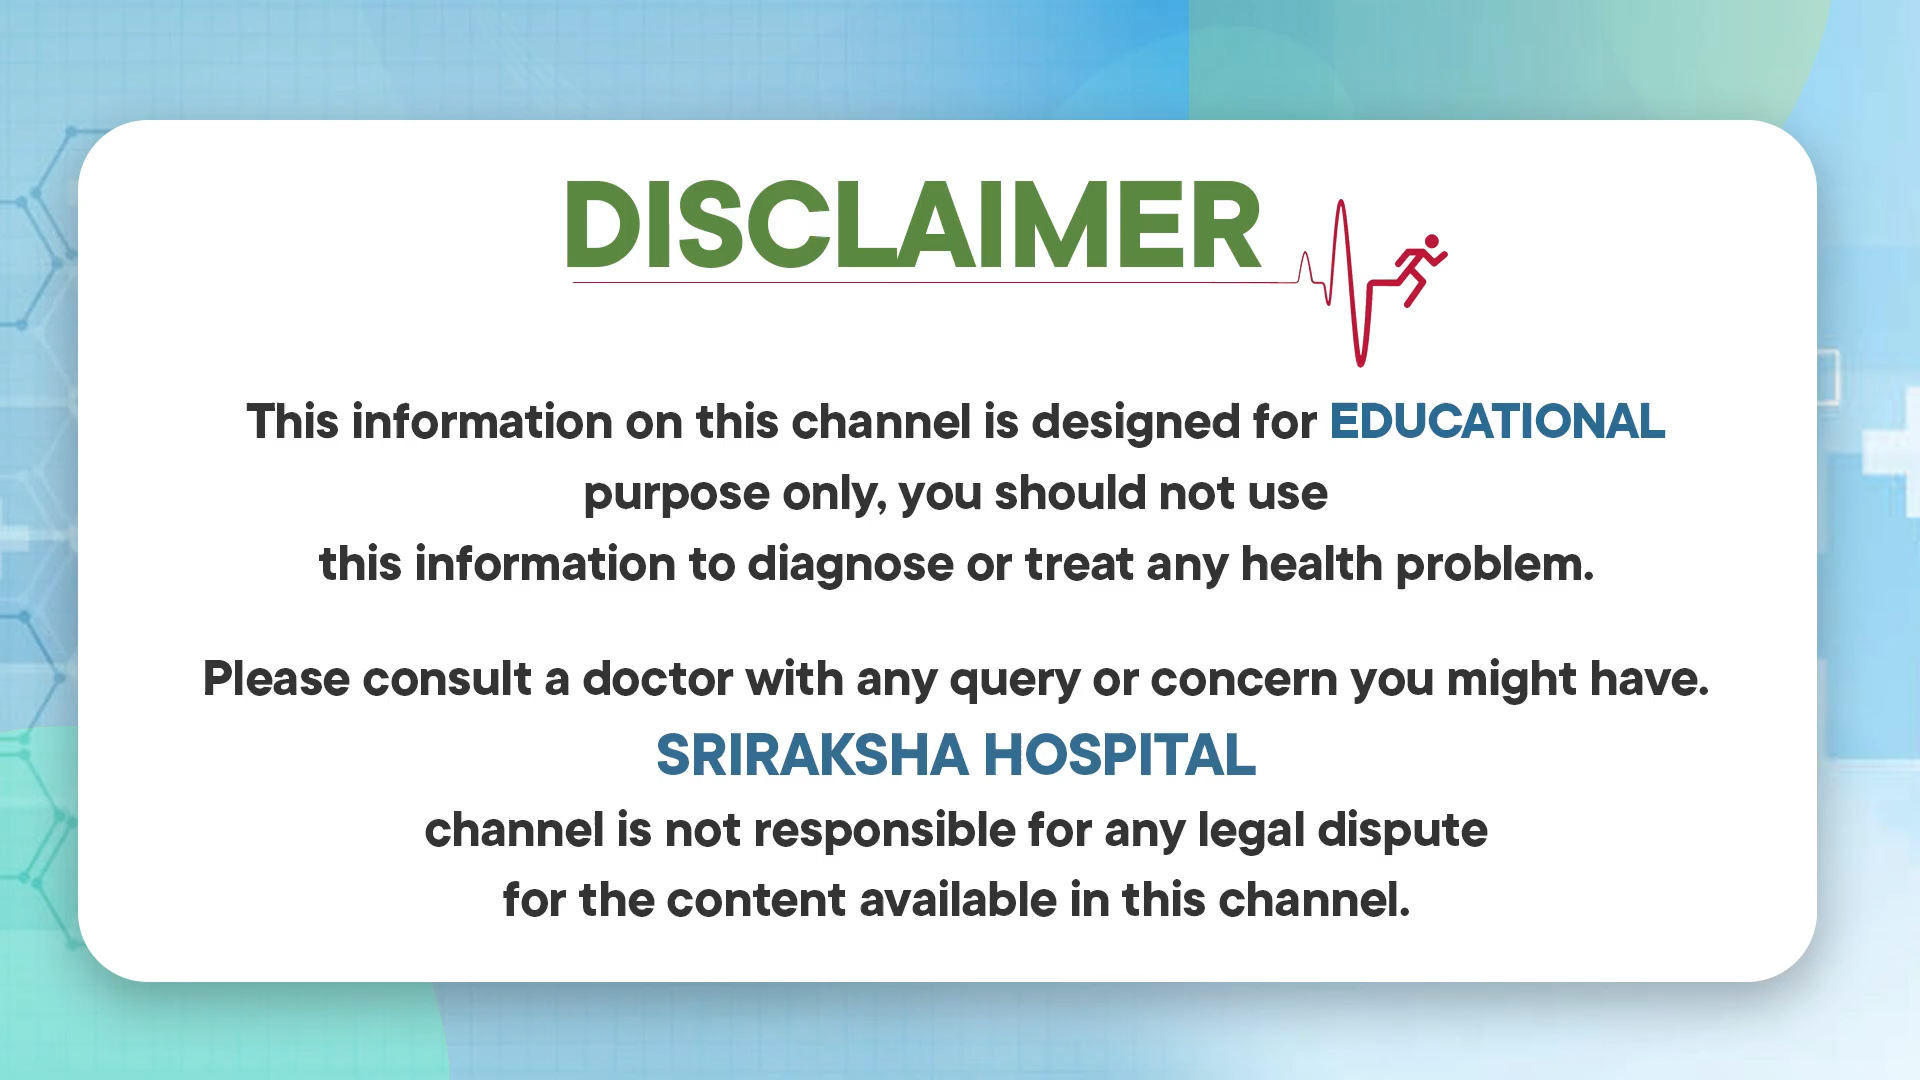 DISCLAIMER
This information on this channel is designed for EDUCATIONAL
purpose only, you should not use
this information to diagnose or treat any health problem.
Please consult a doctor with any query or concern you might have.
SRIRAKSHA HOSPITAL
channel is not responsible for any legal dispute
for the content available in this channel.